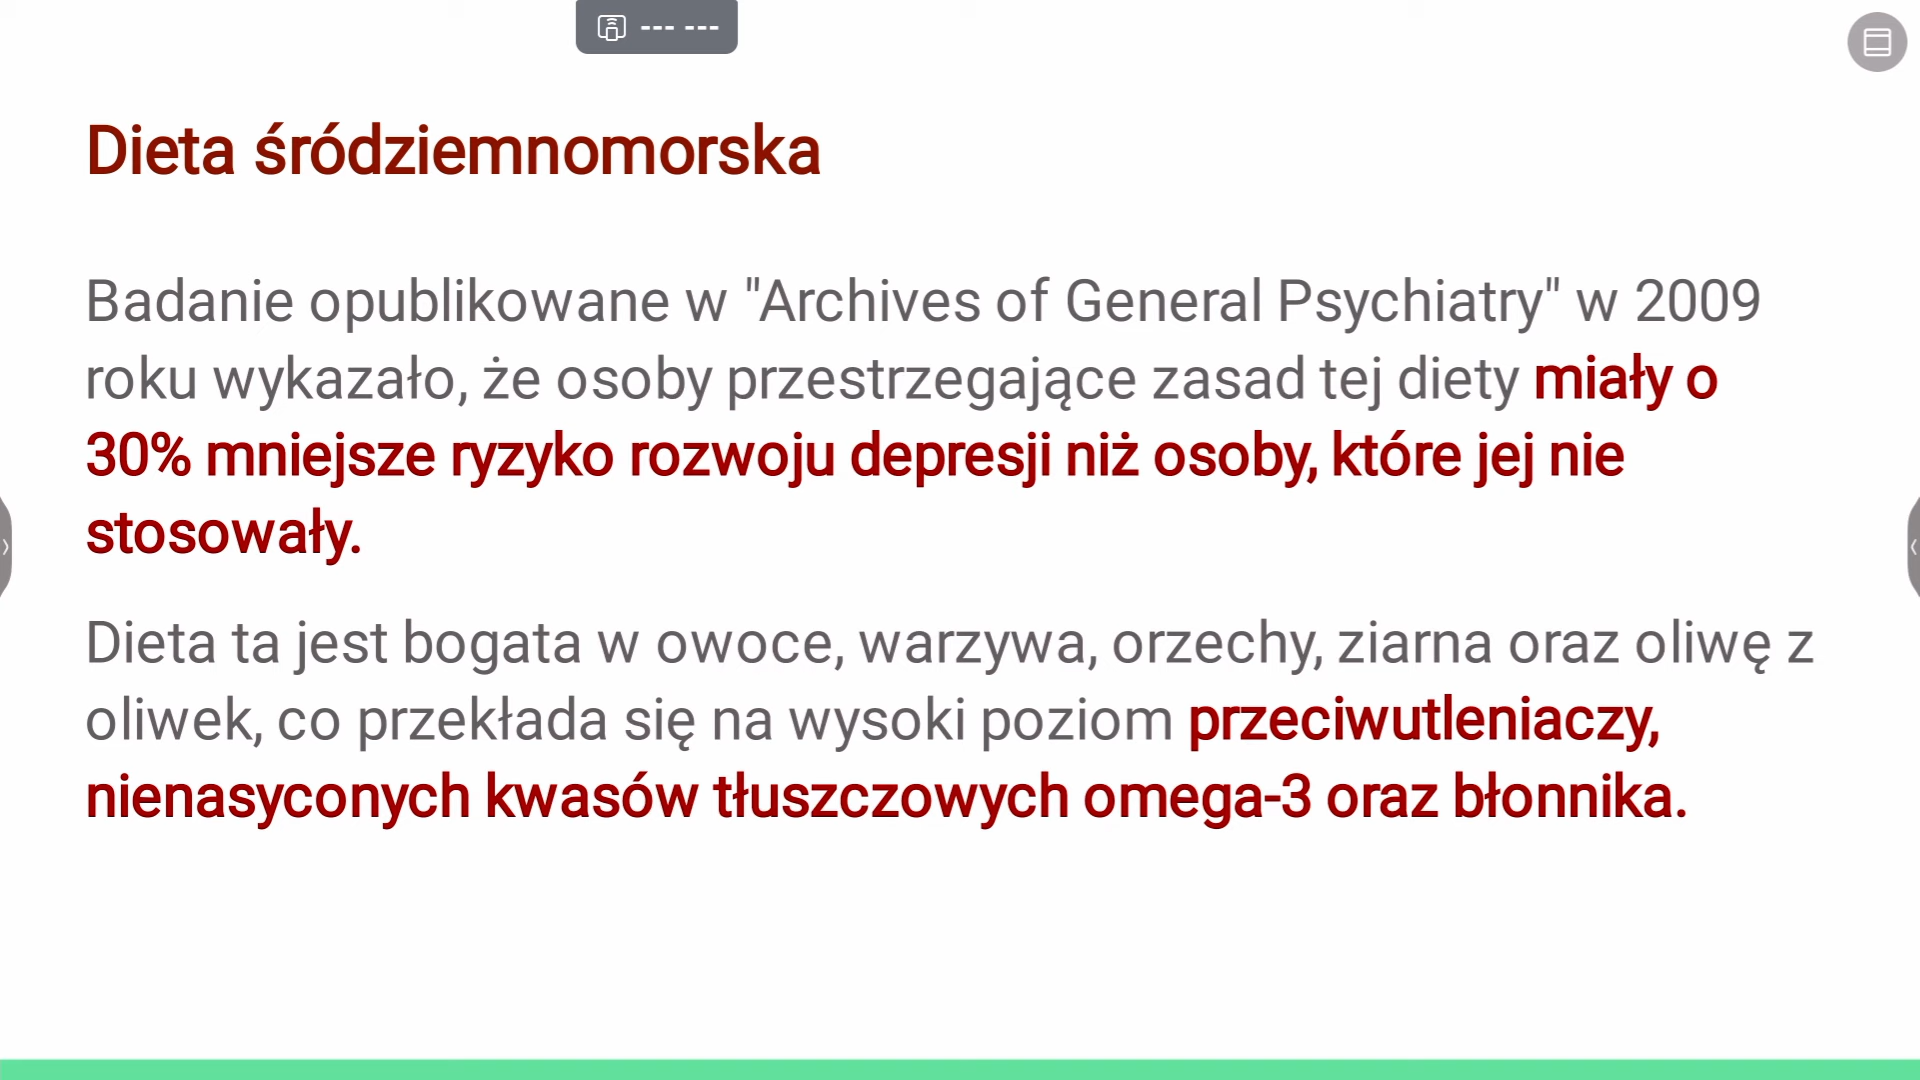 --- ---
Dieta śródziemnomorska
Badanie opublikowane w "Archives of General Psychiatry" w 2009
roku wykazało, że osoby przestrzegające zasad tej diety miały o
30% mniejsze ryzyko rozwoju depresji niż osoby, które jej nie
stosowały.
Dieta ta jest bogata w owoce, warzywa, orzechy, ziarna oraz oliwę z
oliwek, co przekłada się na wysoki poziom przeciwutleniaczy,
nienasyconych kwasów tłuszczowych omega-3 oraz błonnika.